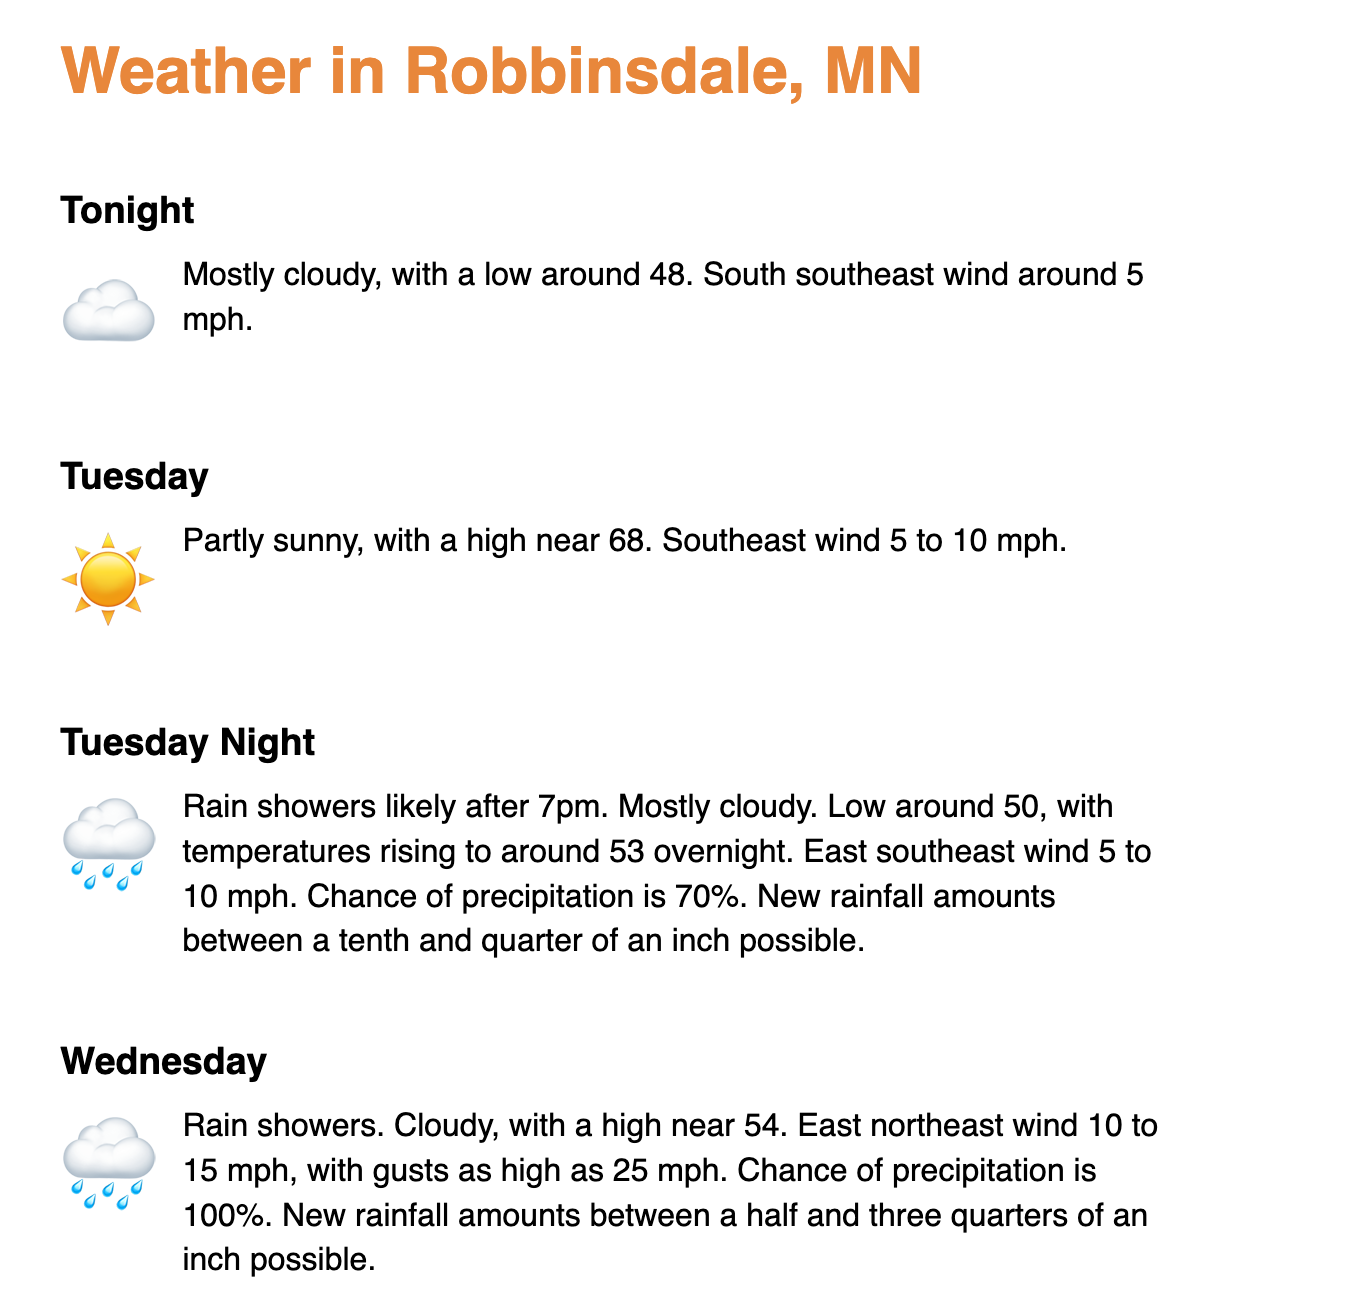 Weather in Robbinsdale, MN
Tonight
Mostly cloudy, with a low around 48. South southeast wind around 5
mph.
Tuesday
Partly sunny, with a high near 68. Southeast wind 5 to 10 mph.
Tuesday Night
Rain showers likely after 7pm. Mostly cloudy. Low around 50, with
temperatures rising to around 53 overnight. East southeast wind 5 to
10 mph. Chance of precipitation is 70%. New rainfall amounts
between a tenth and quarter of an inch possible.
Wednesday
Rain showers. Cloudy, with a high near 54. East northeast wind 10 to
15 mph, with gusts as high as 25 mph. Chance of precipitation is
100%. New rainfall amounts between a half and three quarters of an
inch possible.